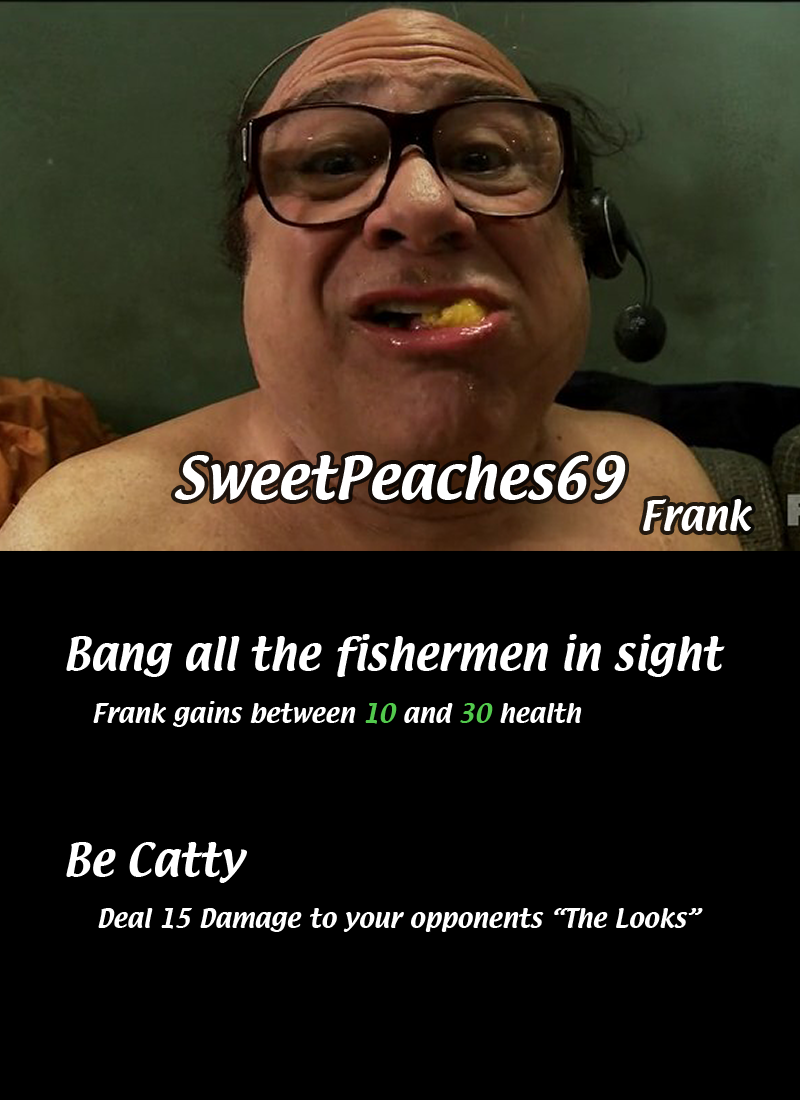 SweetPeaches69
Frank
Bang all the fishermen in sight
Frank gains between 10 and 30 health
Be Catty
Deal 15 Damage to your opponents “The Looks”